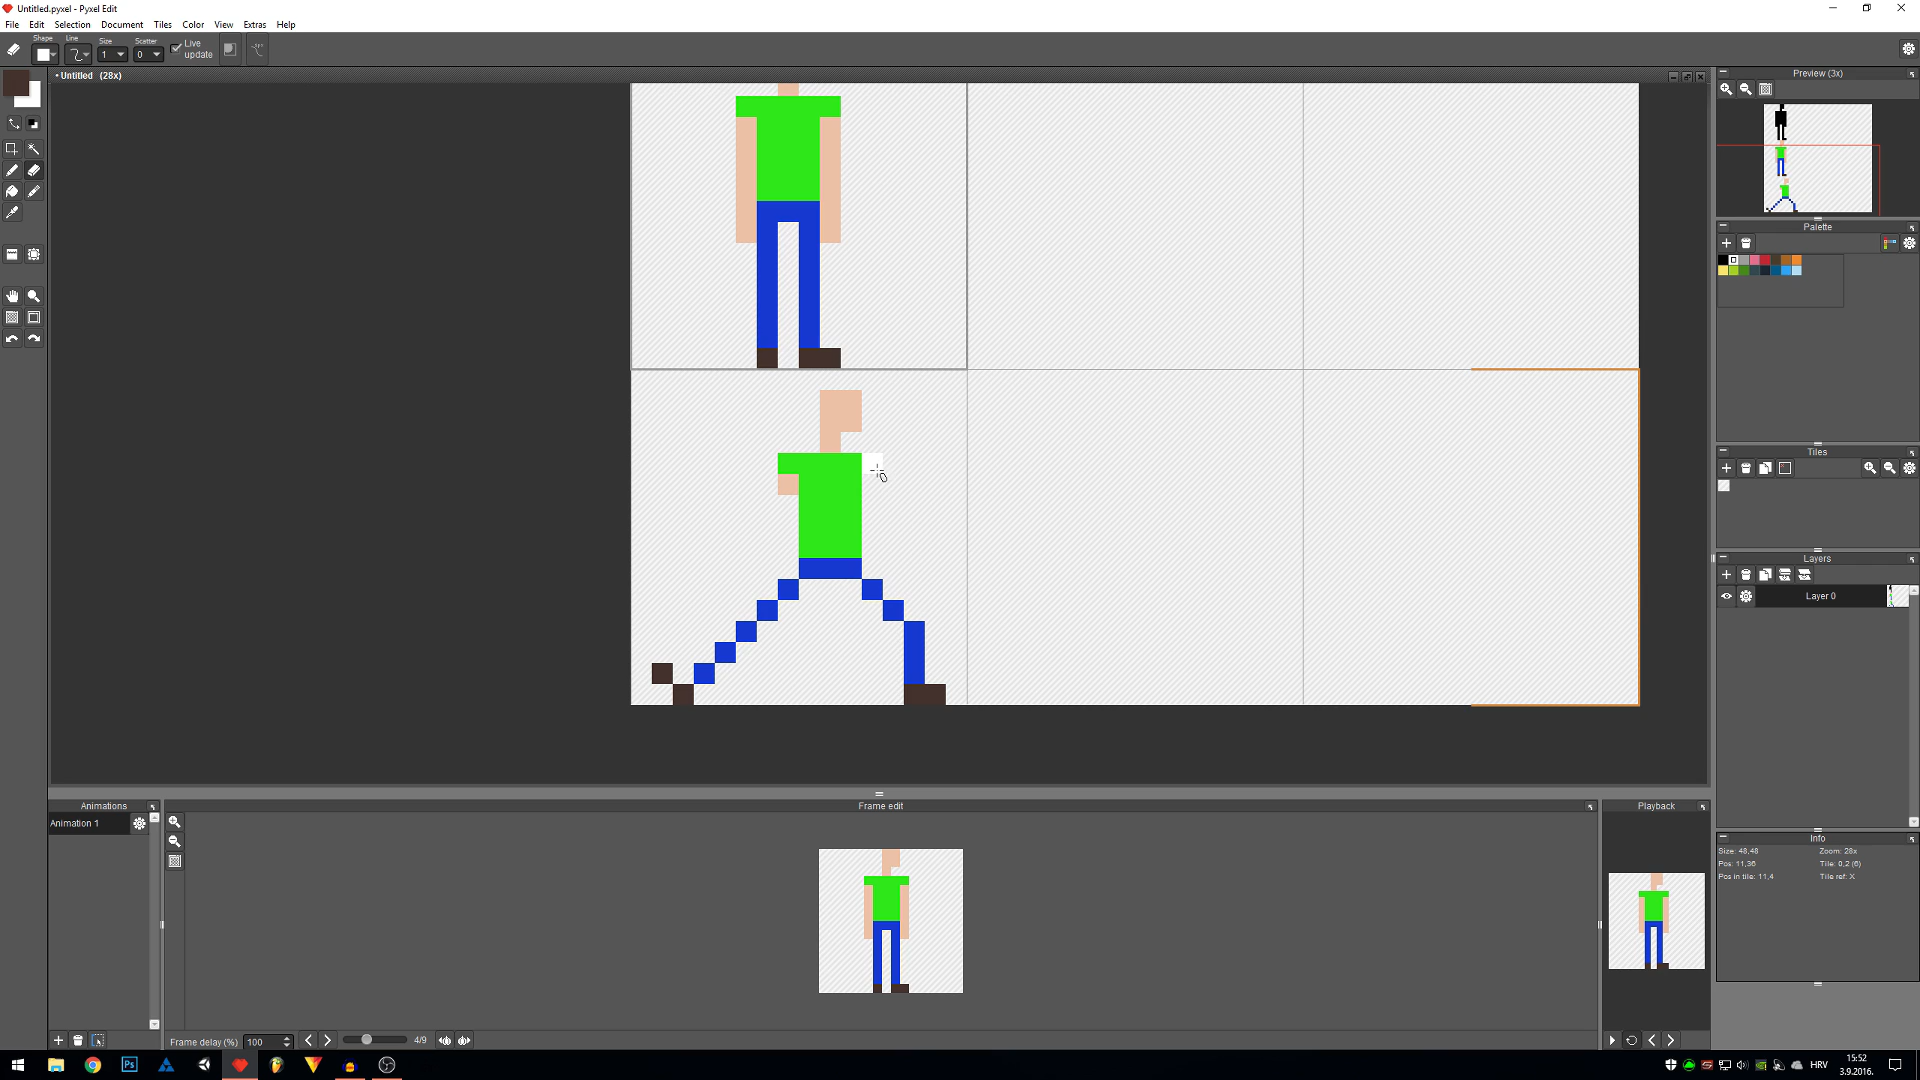 Untitled.pyxel - Pyxel Edit
File Edit Selection Document Tiles Color View Extras Help
Shape Line Size Scatter Live update
1 0
• Untitled (28x)
Preview (3x)
Palette
Tiles
Layers
Layer 0
Animations Frame edit Playback
Animation 1
Info
Size: 48,48 Zoom: 28x
Pos: 11,36 Tile: 0,2 (6)
Pos in tile: 11,4 Tile ref: X
Frame delay (%) 100 4/9
Ps
HRV
15:52
3.9.2016.